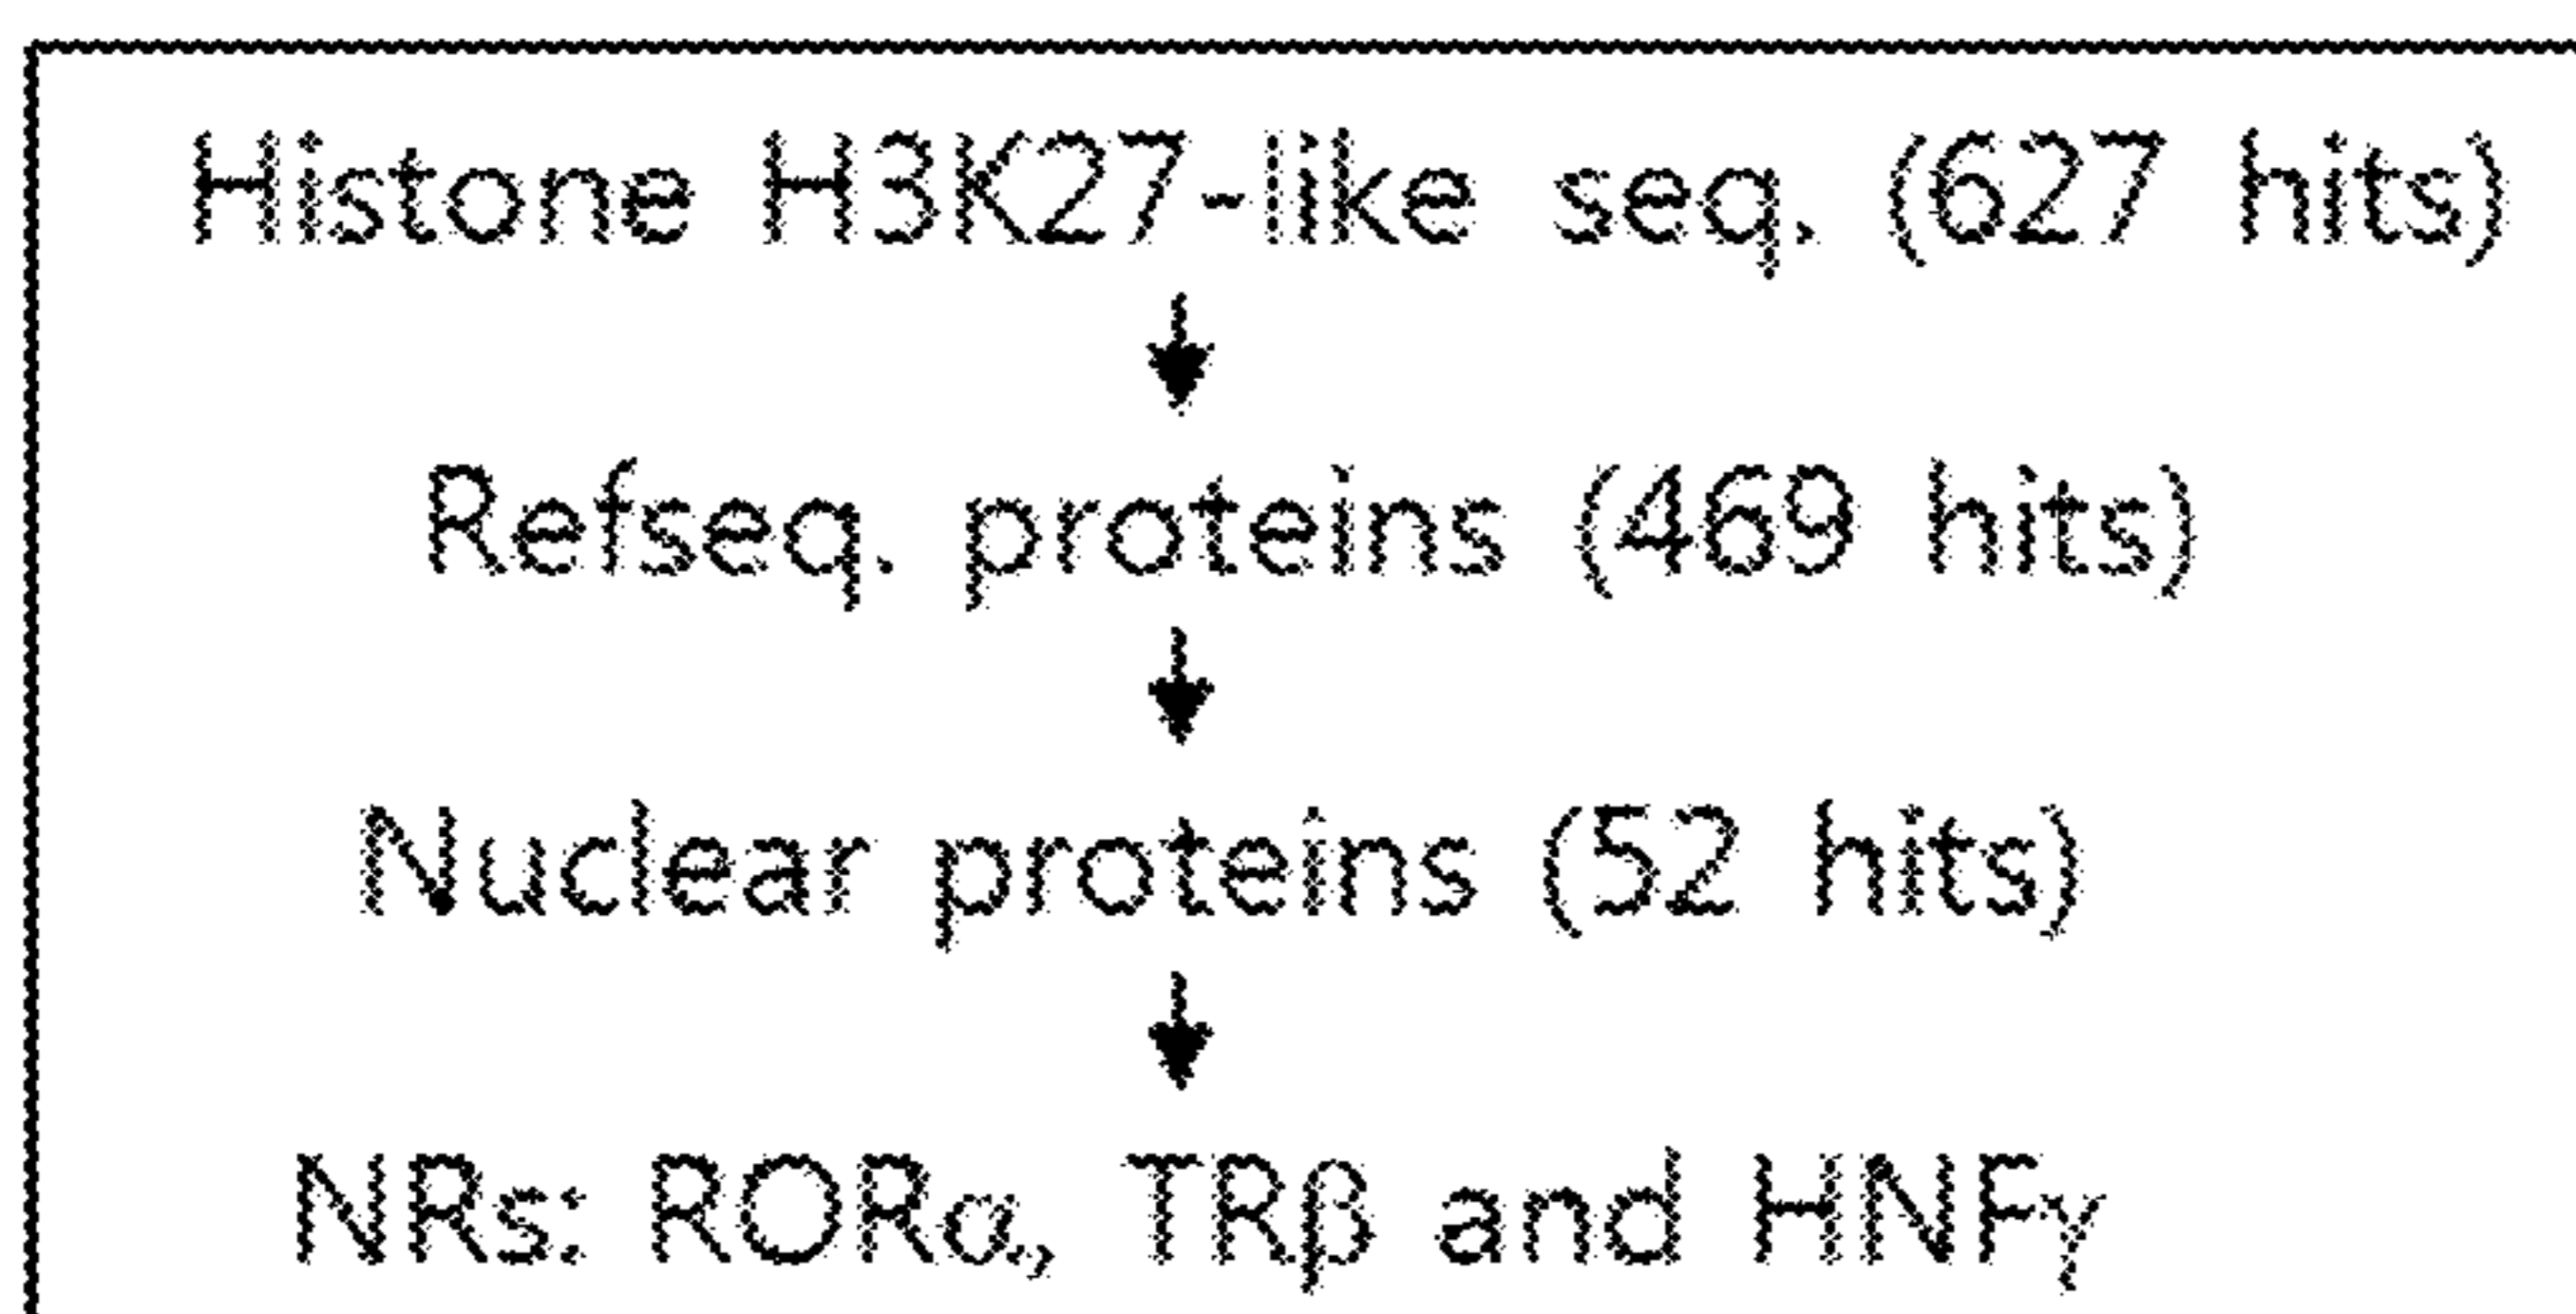 Histone H3K27-like seq. (627 hits)
Refseq. proteins (469 hits)
Nuclear proteins (52 hits)
NRs: RORα, TRβ and HNFγ